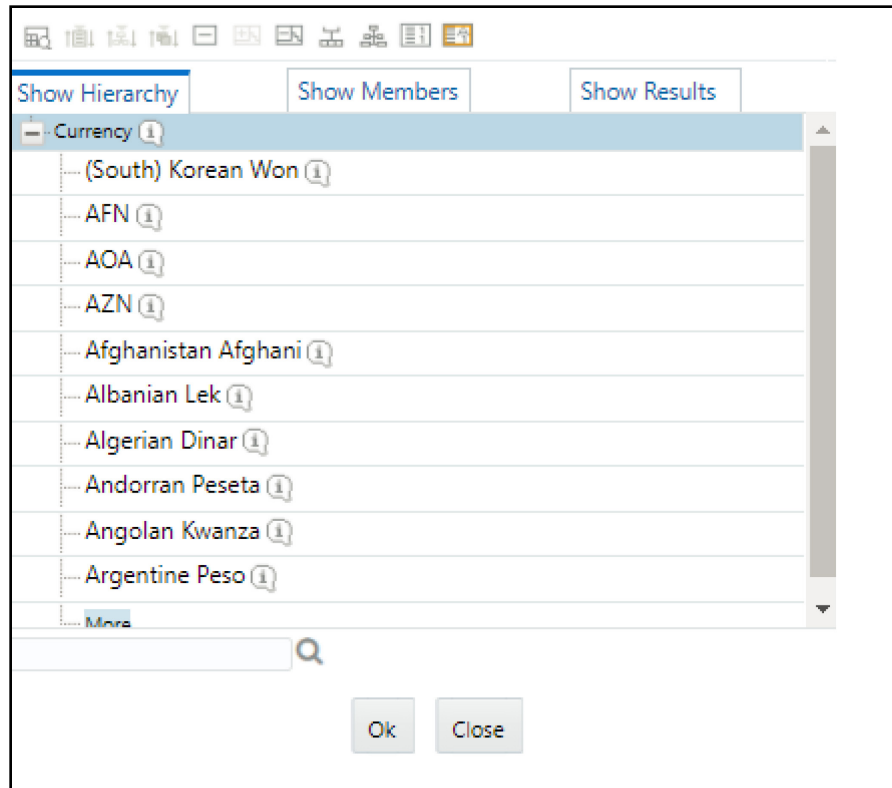 Show Hierarchy Show Members Show Results
Currency
(South) Korean Won
AFN
AOA
AZN
Afghanistan Afghani
Albanian Lek
Algerian Dinar
Andorran Peseta
Angolan Kwanza
Argentine Peso
More
Ok Close